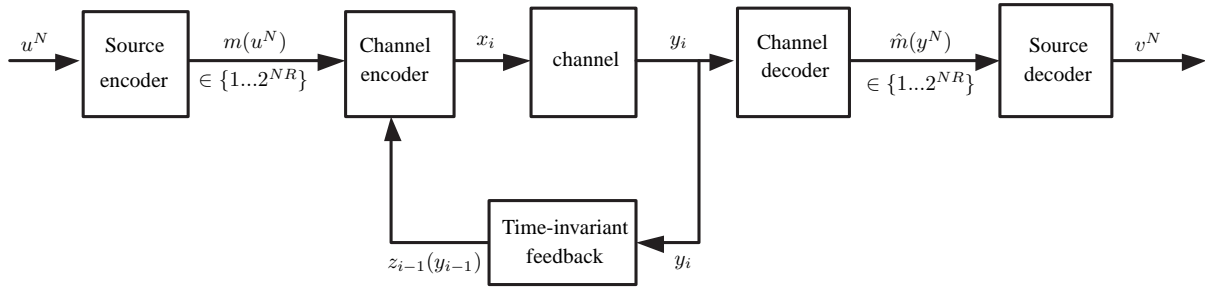 u^N
Source
encoder
m(u^N)
∈ {1...2^{NR}}
Channel
encoder
x_i
channel
y_i
Channel
decoder
m̂(y^N)
∈ {1...2^{NR}}
Source
decoder
v^N
Time-invariant
feedback
z_{i−1}(y_{i−1})
y_i